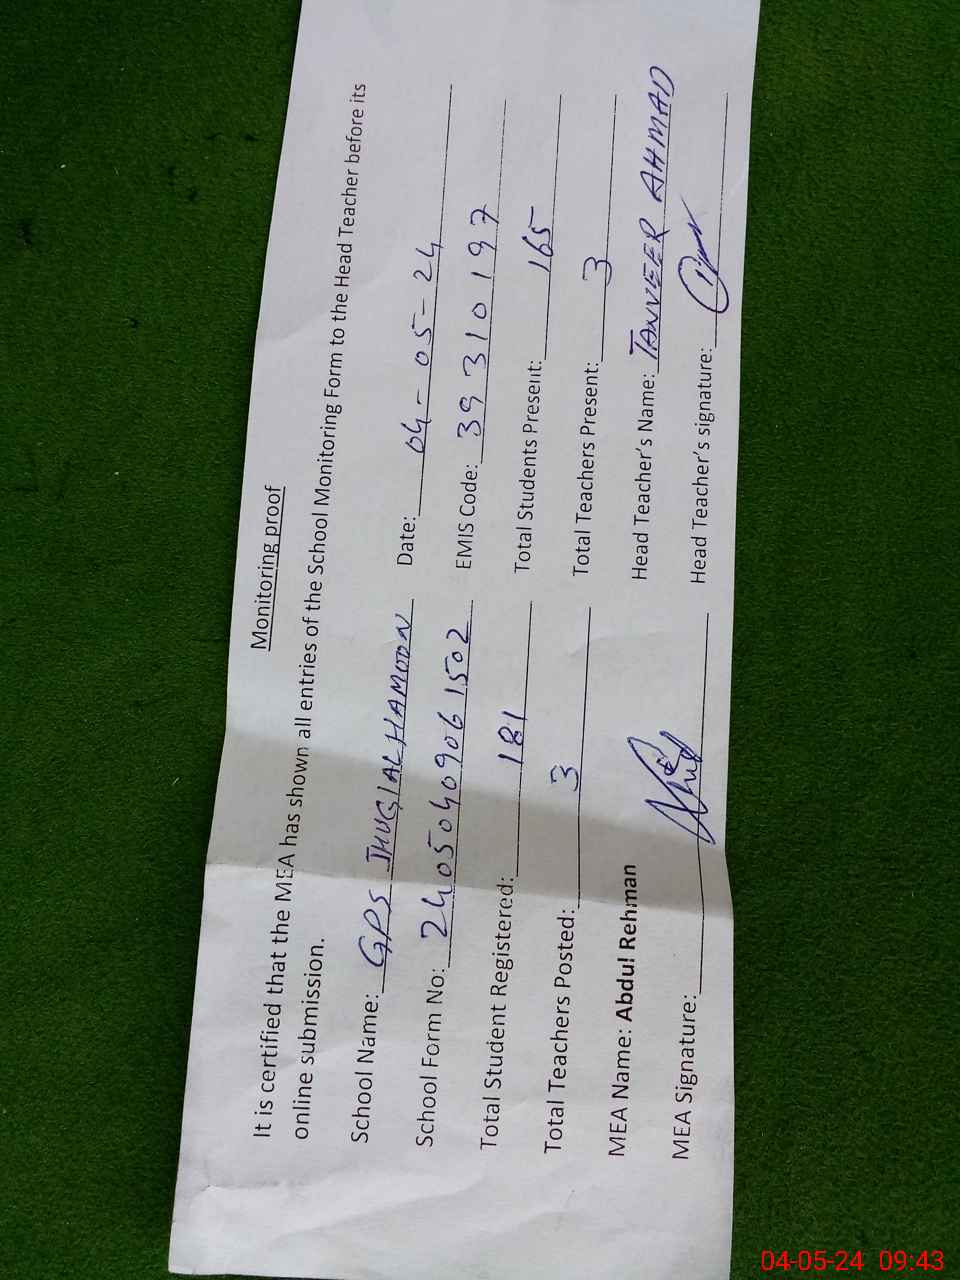 Monitoring proof
It is certified that the MEA has shown all entries of the School Monitoring Form to the Head Teacher before its
online submission.
School Name: GPS JHUGIALHAMOON Date: 04-05-24
School Form No: 24050409061502 EMIS Code: 39310197
Total Student Registered: 181 Total Students Present: 165
Total Teachers Posted: 3 Total Teachers Present: 3
MEA Name: Abdul Rehman Head Teacher's Name: TANVEER AHMAD
MEA Signature: Head Teacher's signature:
04-05-24 09:43